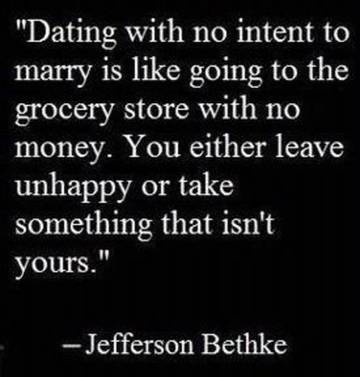 "Dating with no intent to
marry is like going to the
grocery store with no
money. You either leave
unhappy or take
something that isn't
yours."
—Jefferson Bethke